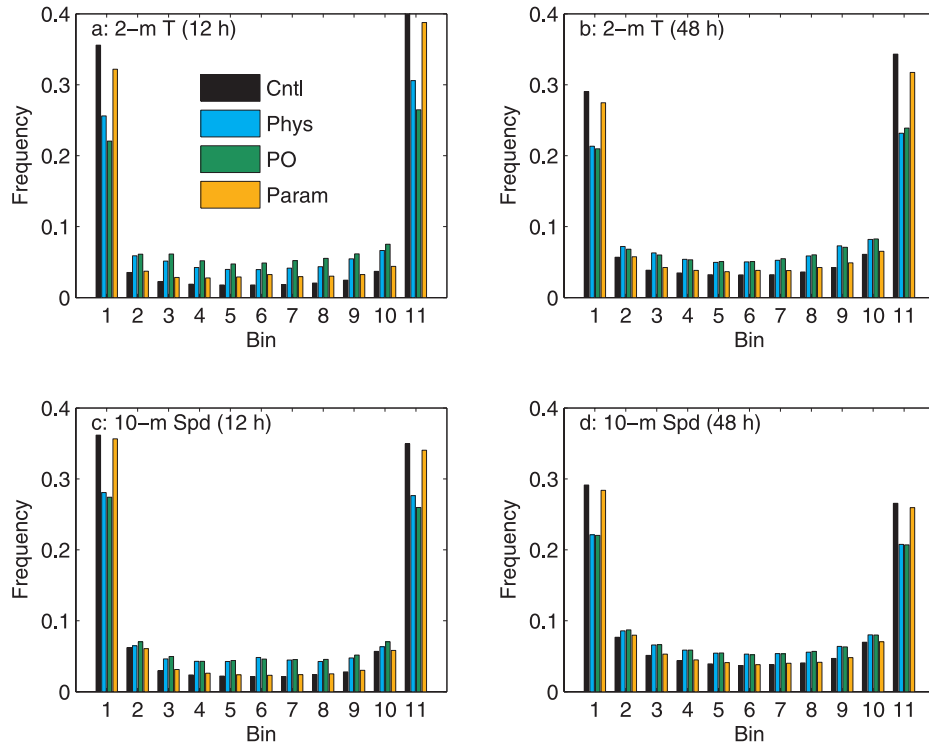 a: 2−m T (12 h)
Frequency
0.4
0.3
0.2
0.1
0
Cntl
Phys
PO
Param
1 2 3 4 5 6 7 8 9 10 11
Bin
b: 2−m T (48 h)
Frequency
0.4
0.3
0.2
0.1
0
1 2 3 4 5 6 7 8 9 10 11
Bin
c: 10−m Spd (12 h)
Frequency
0.4
0.3
0.2
0.1
0
1 2 3 4 5 6 7 8 9 10 11
Bin
d: 10−m Spd (48 h)
Frequency
0.4
0.3
0.2
0.1
0
1 2 3 4 5 6 7 8 9 10 11
Bin